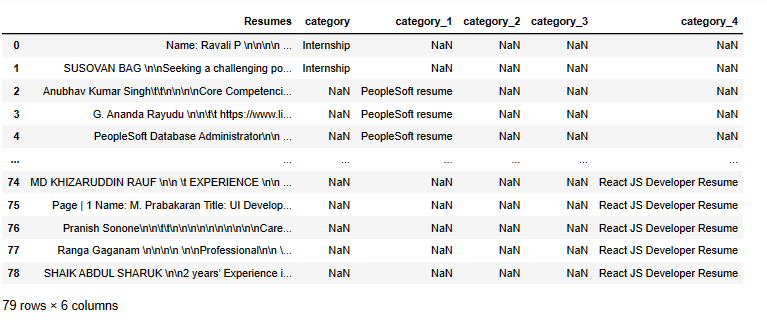 Resumes category category_1 category_2 category_3 category_4
0 Name: Ravali P \n\n\n\n ... Internship NaN NaN NaN NaN
1 SUSOVAN BAG \n\nSeeking a challenging po... Internship NaN NaN NaN NaN
2 Anubhav Kumar Singh\t\t\n\n\n\nCore Competenci... NaN PeopleSoft resume NaN NaN NaN
3 G. Ananda Rayudu \n\n\t\t https://www.li... NaN PeopleSoft resume NaN NaN NaN
4 PeopleSoft Database Administrator\n\n ... NaN PeopleSoft resume NaN NaN NaN
... ... ... ... ... ... ...
74 MD KHIZARUDDIN RAUF \n\n \t EXPERIENCE \n\n ... NaN NaN NaN NaN React JS Developer Resume
75 Page | 1 Name: M. Prabakaran Title: UI Develop... NaN NaN NaN NaN React JS Developer Resume
76 Pranish Sonone\n\n\t\t\n\n\n\n\n\n\n\n\n\nCare... NaN NaN NaN NaN React JS Developer Resume
77 Ranga Gaganam \n\n\n\n \n\nProfessional\n\n \... NaN NaN NaN NaN React JS Developer Resume
78 SHAIK ABDUL SHARUK \n\n2 years’ Experience i... NaN NaN NaN NaN React JS Developer Resume
79 rows × 6 columns